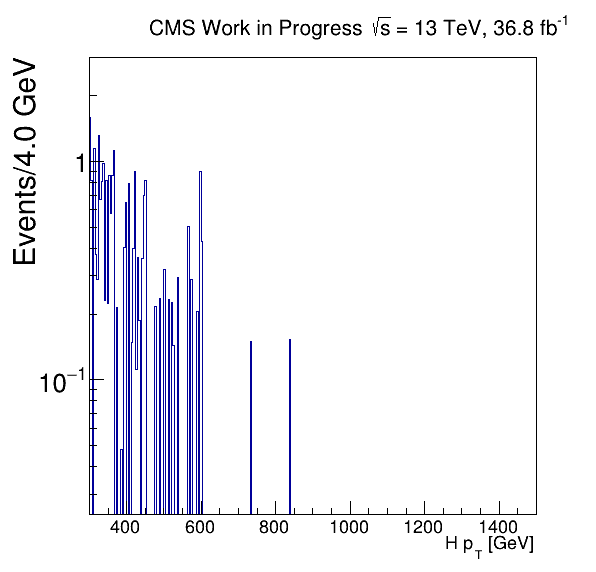 CMS Work in Progress √s = 13 TeV, 36.8 fb⁻¹
Events/4.0 GeV
1
10⁻¹
400 600 800 1000 1200 1400
H p_T [GeV]